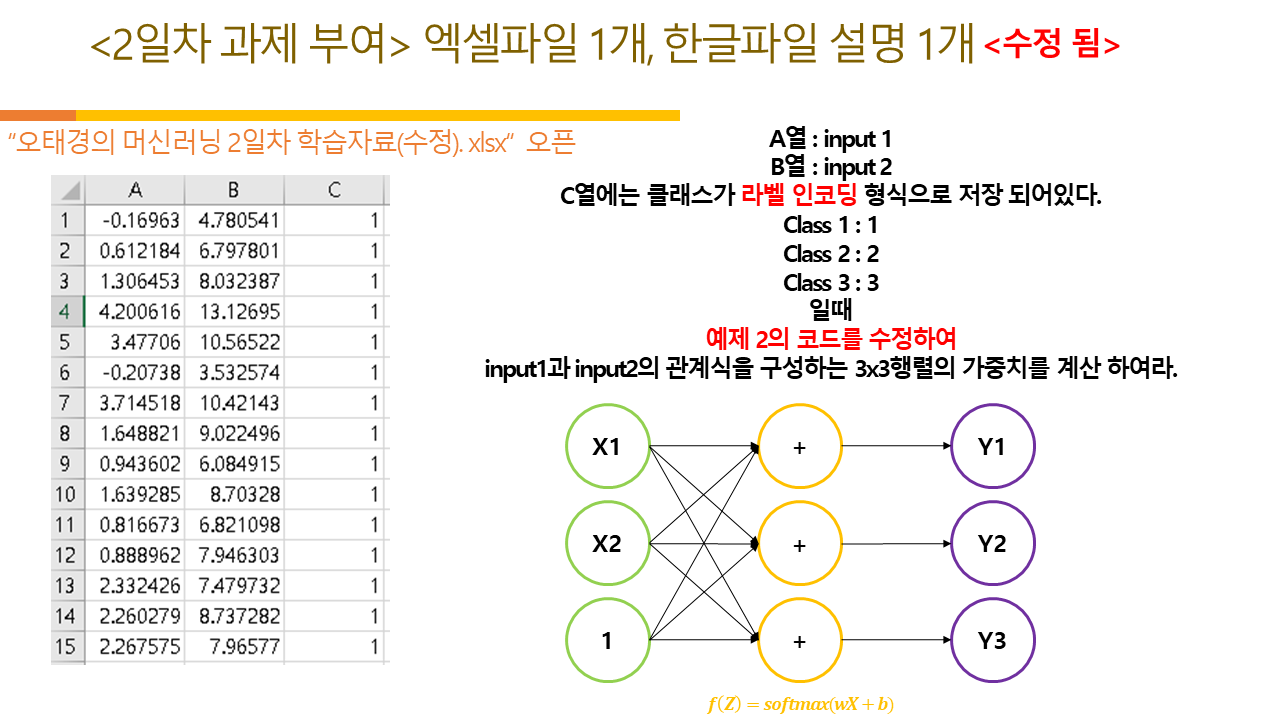 <2일차 과제 부여> 엑셀파일 1개, 한글파일 설명 1개 <수정 됨>
“오태경의 머신러닝 2일차 학습자료(수정). xlsx” 오픈
A B C
1 -0.16963 4.780541 1
2 0.612184 6.797801 1
3 1.306453 8.032387 1
4 4.200616 13.12695 1
5 3.47706 10.56522 1
6 -0.20738 3.532574 1
7 3.714518 10.42143 1
8 1.648821 9.022496 1
9 0.943602 6.084915 1
10 1.639285 8.70328 1
11 0.816673 6.821098 1
12 0.888962 7.946303 1
13 2.332426 7.479732 1
14 2.260279 8.737282 1
15 2.267575 7.96577 1
A열 : input 1
B열 : input 2
C열에는 클래스가 라벨 인코딩 형식으로 저장 되어있다.
Class 1 : 1
Class 2 : 2
Class 3 : 3
일때
예제 2의 코드를 수정하여
input1과 input2의 관계식을 구성하는 3x3행렬의 가중치를 계산 하여라.
X1 + Y1
X2 + Y2
1 + Y3
f(Z) = softmax(wX + b)